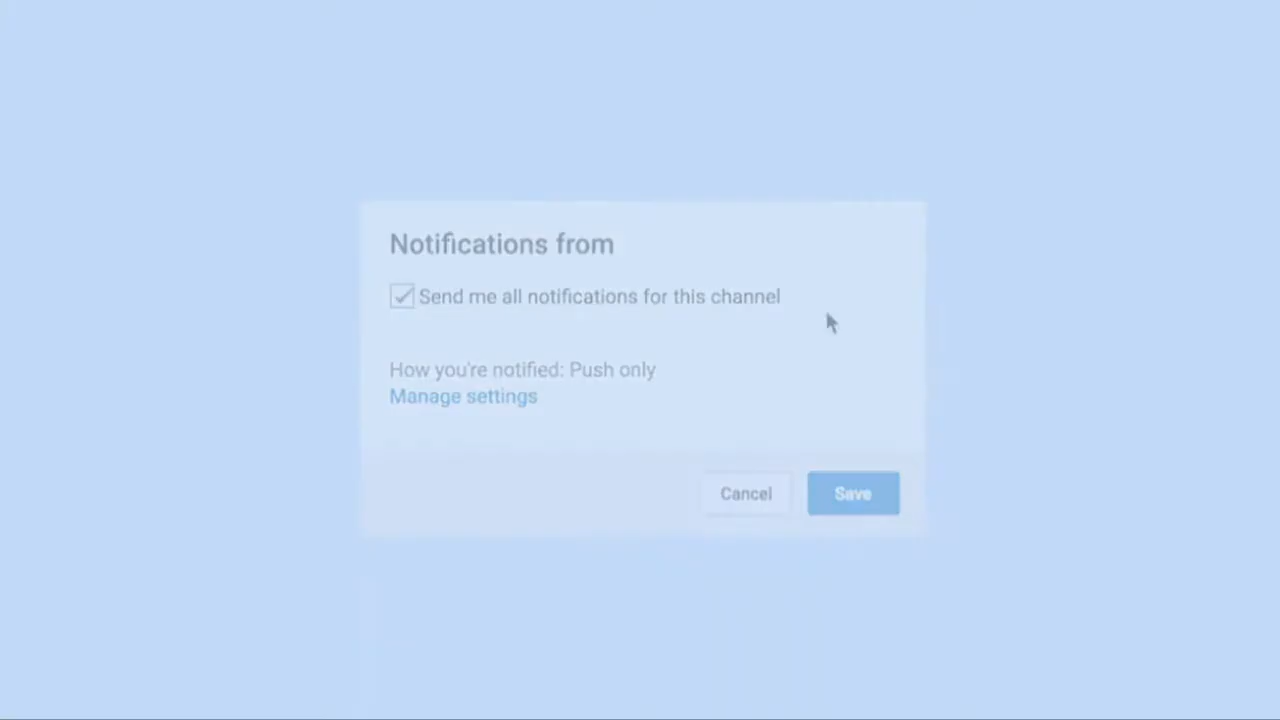 Notifications from
Send me all notifications for this channel
How you're notified: Push only
Manage settings
Cancel Save